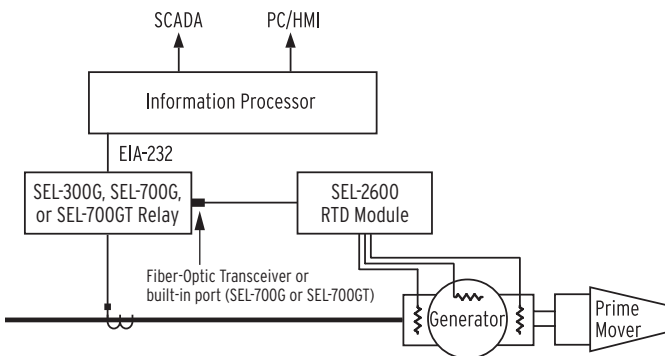 SCADA
PC/HMI
Information Processor
EIA-232
SEL-300G, SEL-700G,
or SEL-700GT Relay
SEL-2600
RTD Module
Fiber-Optic Transceiver or
built-in port (SEL-700G or SEL-700GT)
Generator
Prime
Mover